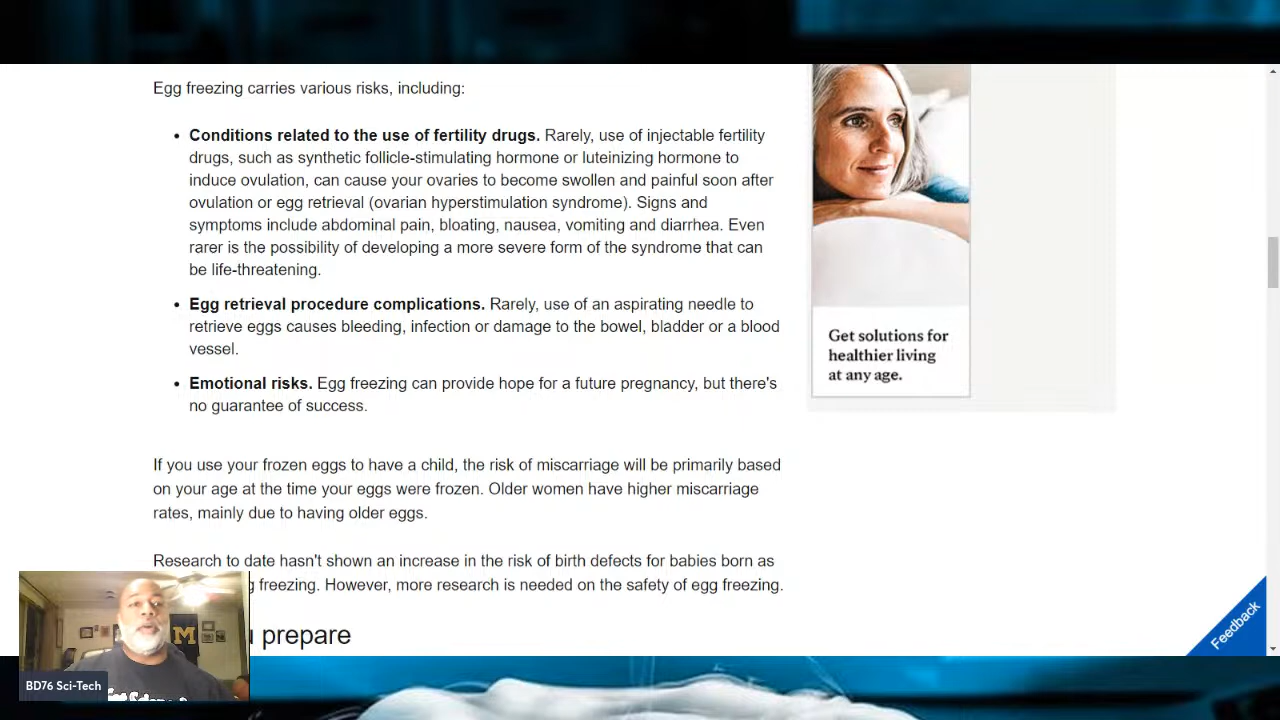 Egg freezing carries various risks, including:
• Conditions related to the use of fertility drugs. Rarely, use of injectable fertility
drugs, such as synthetic follicle-stimulating hormone or luteinizing hormone to
induce ovulation, can cause your ovaries to become swollen and painful soon after
ovulation or egg retrieval (ovarian hyperstimulation syndrome). Signs and
symptoms include abdominal pain, bloating, nausea, vomiting and diarrhea. Even
rarer is the possibility of developing a more severe form of the syndrome that can
be life-threatening.
• Egg retrieval procedure complications. Rarely, use of an aspirating needle to
retrieve eggs causes bleeding, infection or damage to the bowel, bladder or a blood
vessel.
• Emotional risks. Egg freezing can provide hope for a future pregnancy, but there's
no guarantee of success.
If you use your frozen eggs to have a child, the risk of miscarriage will be primarily based
on your age at the time your eggs were frozen. Older women have higher miscarriage
rates, mainly due to having older eggs.
Research to date hasn't shown an increase in the risk of birth defects for babies born as
freezing. However, more research is needed on the safety of egg freezing.
prepare
Get solutions for
healthier living
at any age.
Feedback
M
BD76 Sci-Tech